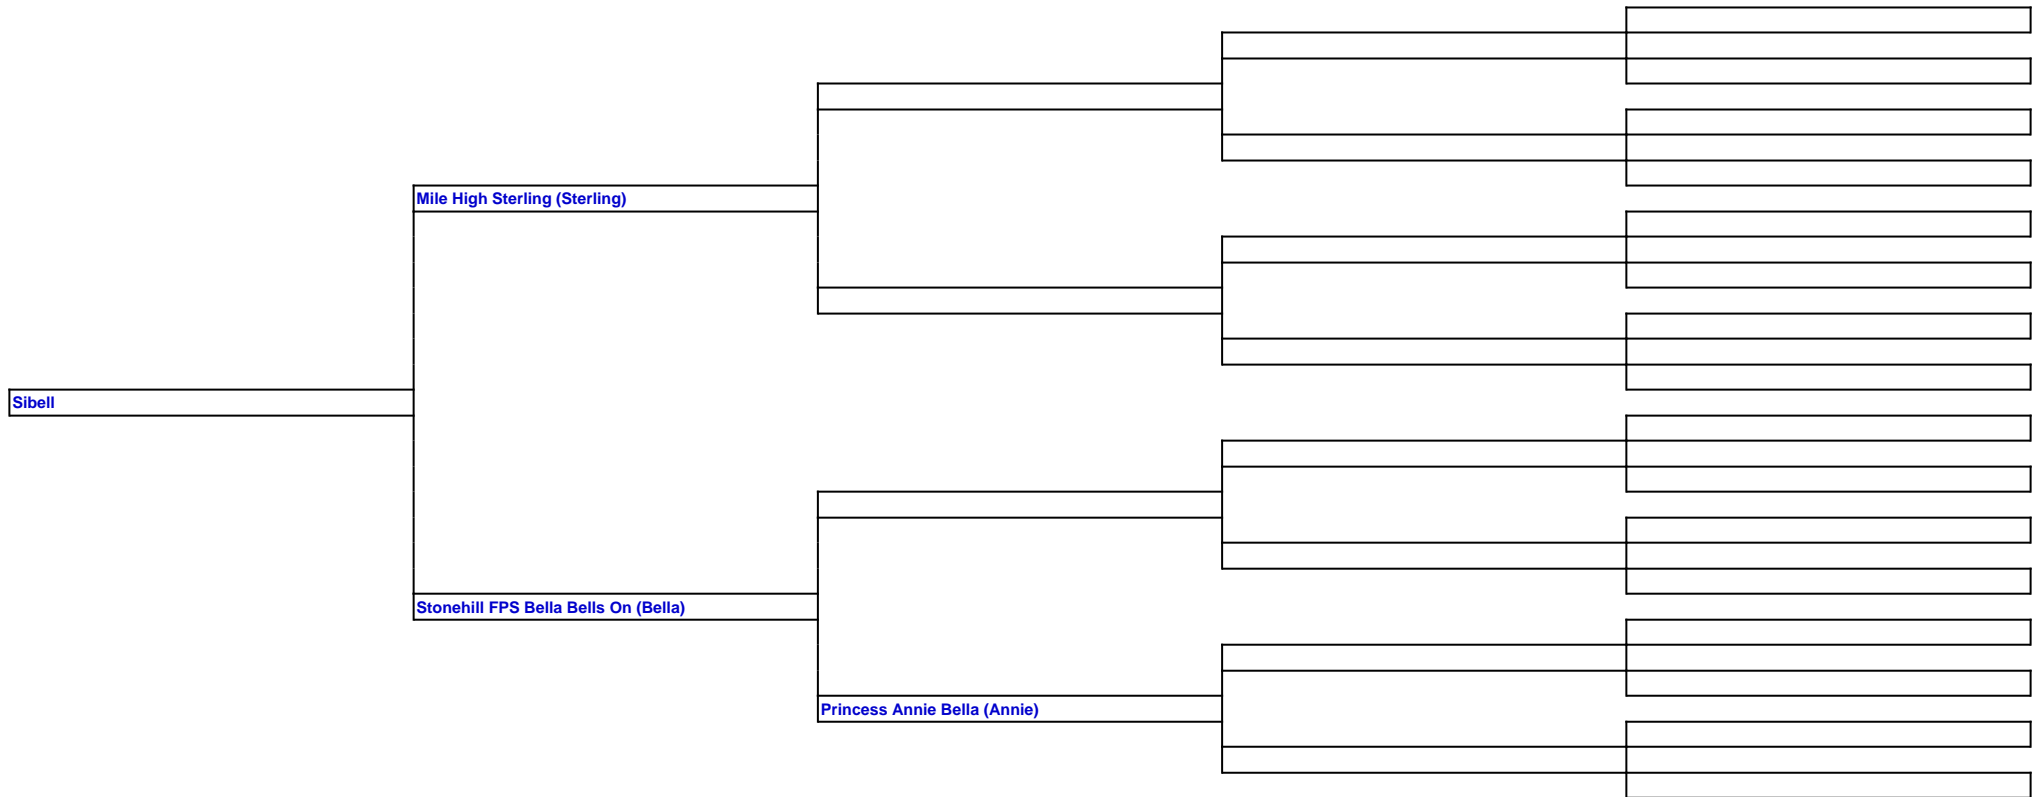 Mile High Sterling (Sterling)
Sibell
Stonehill FPS Bella Bells On (Bella)
Princess Annie Bella (Annie)